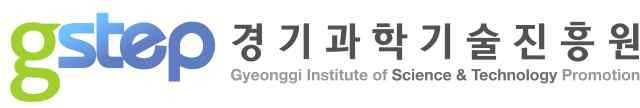 gstep 경기과학기술진흥원
Gyeonggi Institute of Science & Technology Promotion